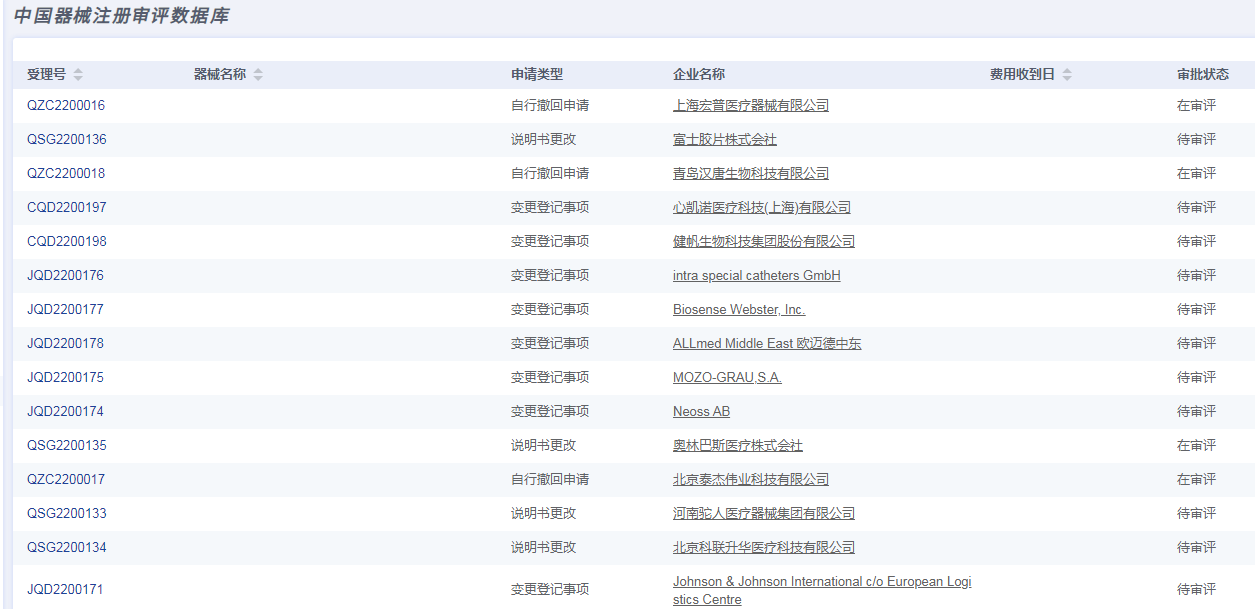 中国器械注册审评数据库
受理号 器械名称 申请类型 企业名称 费用收到日 审批状态
QZC2200016 自行撤回申请 上海宏普医疗器械有限公司 在审评
QSG2200136 说明书更改 富士胶片株式会社 待审评
QZC2200018 自行撤回申请 青岛汉唐生物科技有限公司 在审评
CQD2200197 变更登记事项 心凯诺医疗科技(上海)有限公司 待审评
CQD2200198 变更登记事项 健帆生物科技集团股份有限公司 待审评
JQD2200176 变更登记事项 intra special catheters GmbH 待审评
JQD2200177 变更登记事项 Biosense Webster, Inc. 待审评
JQD2200178 变更登记事项 ALLmed Middle East 欧迈德中东 待审评
JQD2200175 变更登记事项 MOZO-GRAU,S.A. 待审评
JQD2200174 变更登记事项 Neoss AB 待审评
QSG2200135 说明书更改 奥林巴斯医疗株式会社 在审评
QZC2200017 自行撤回申请 北京泰杰伟业科技有限公司 在审评
QSG2200133 说明书更改 河南驼人医疗器械集团有限公司 待审评
QSG2200134 说明书更改 北京科联升华医疗科技有限公司 待审评
JQD2200171 变更登记事项 Johnson & Johnson International c/o European Logi 待审评
stics Centre